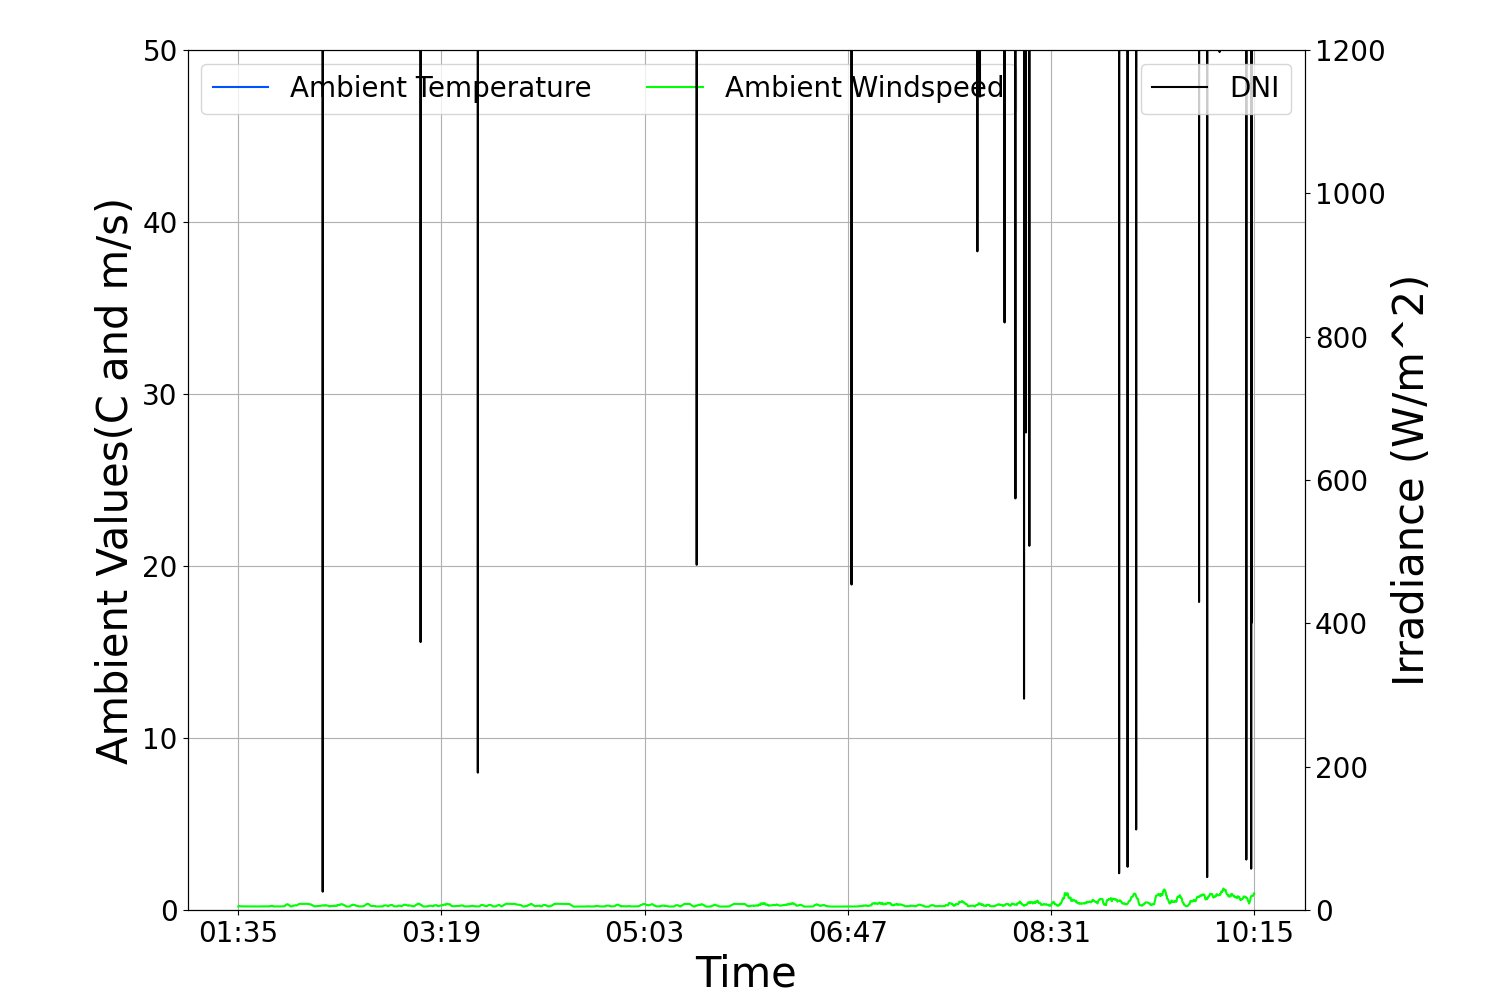 Ambient Temperature
Ambient Windspeed
DNI
Ambient Values(C and m/s)
50
40
30
20
10
0
1200
1000
800
600
400
200
0
Irradiance (W/m^2)
01:35 03:19 05:03 06:47 08:31 10:15
Time